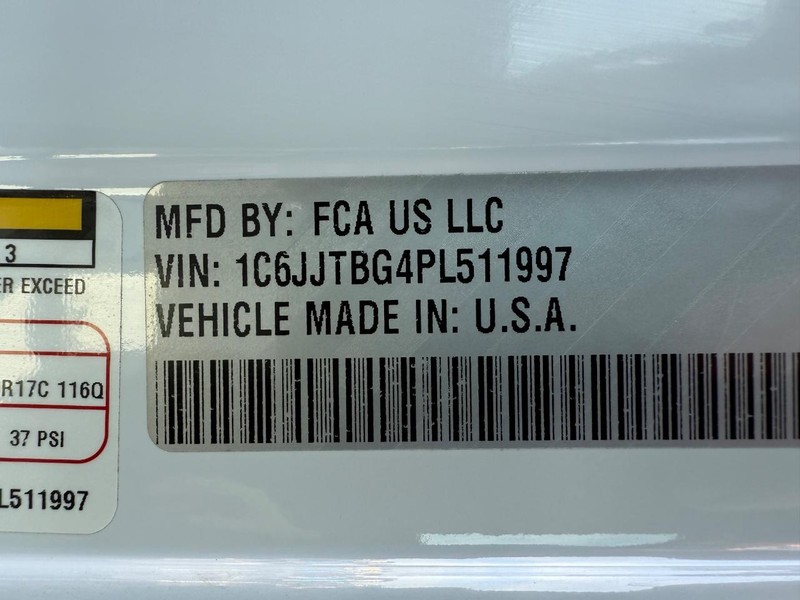 MFD BY: FCA US LLC
VIN: 1C6JJTBG4PL511997
VEHICLE MADE IN: U.S.A.
3
ER EXCEED
R17C 116Q
37 PSI
L511997